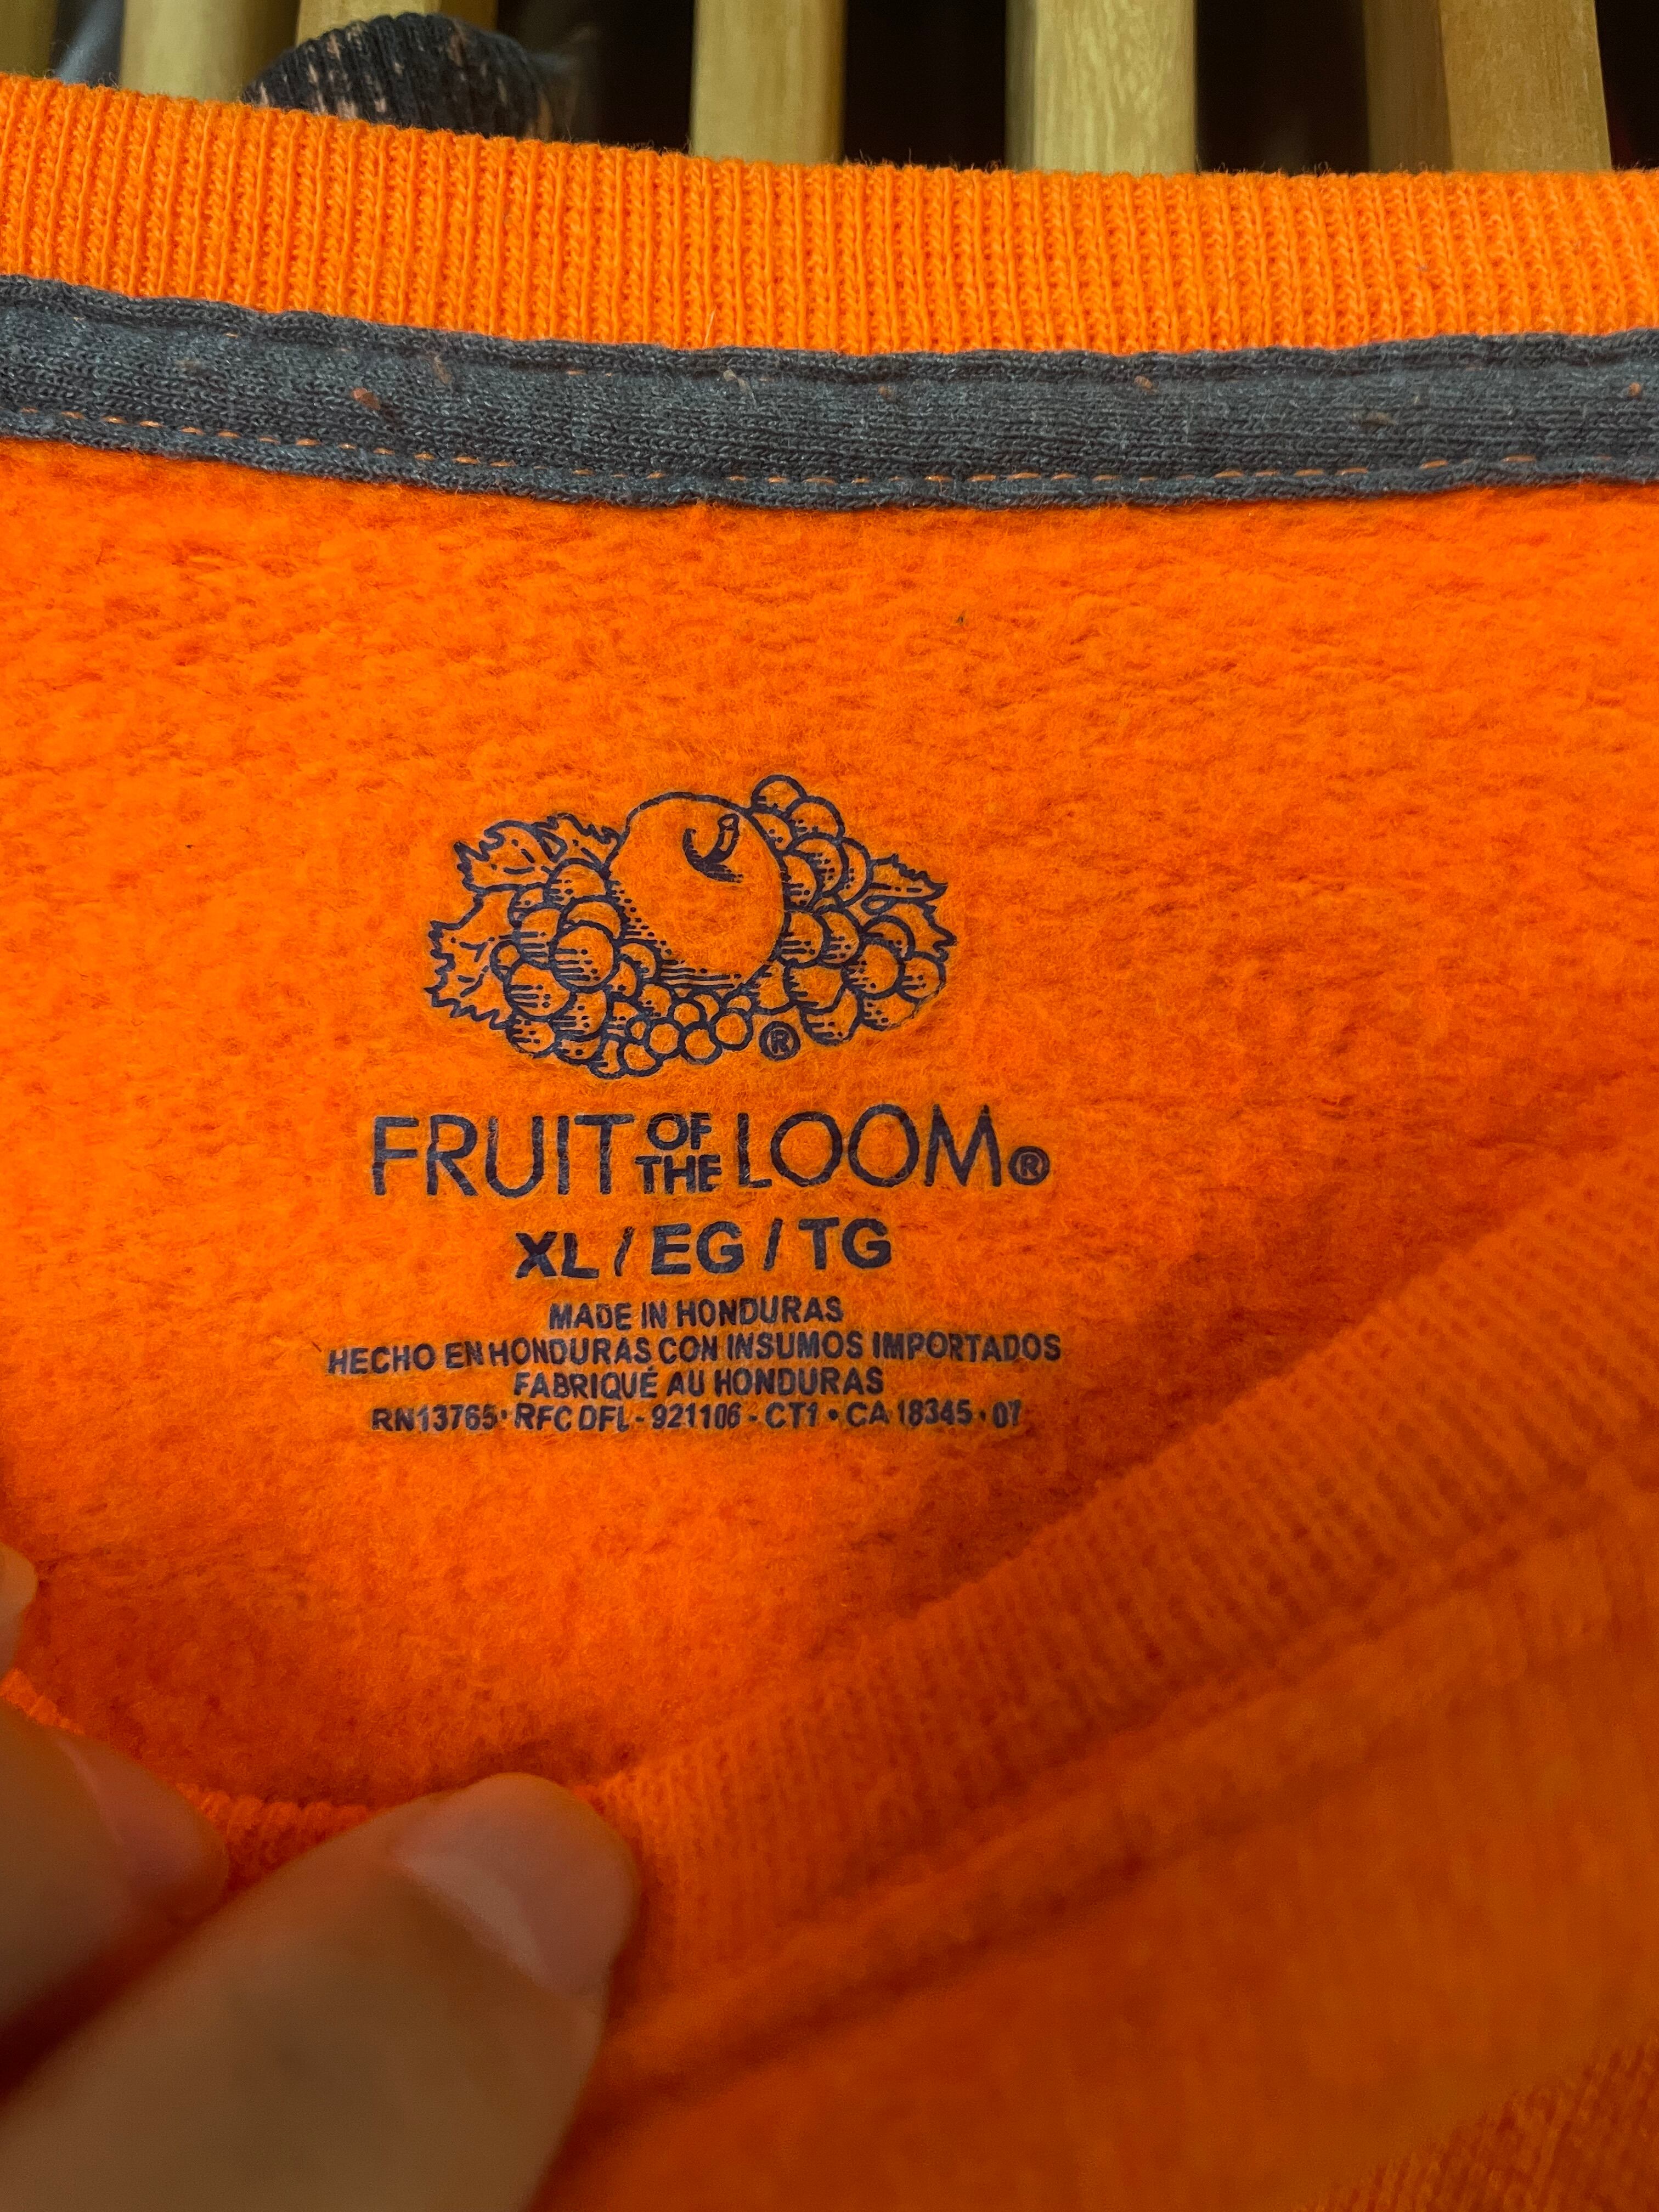 ®
FRUIT OF THE LOOM®
XL / EG / TG
MADE IN HONDURAS
HECHO EN HONDURAS CON INSUMOS IMPORTADOS
FABRIQUÉ AU HONDURAS
RN13765 · RFC DFL - 921106 - CT1 • CA 18345 · 07